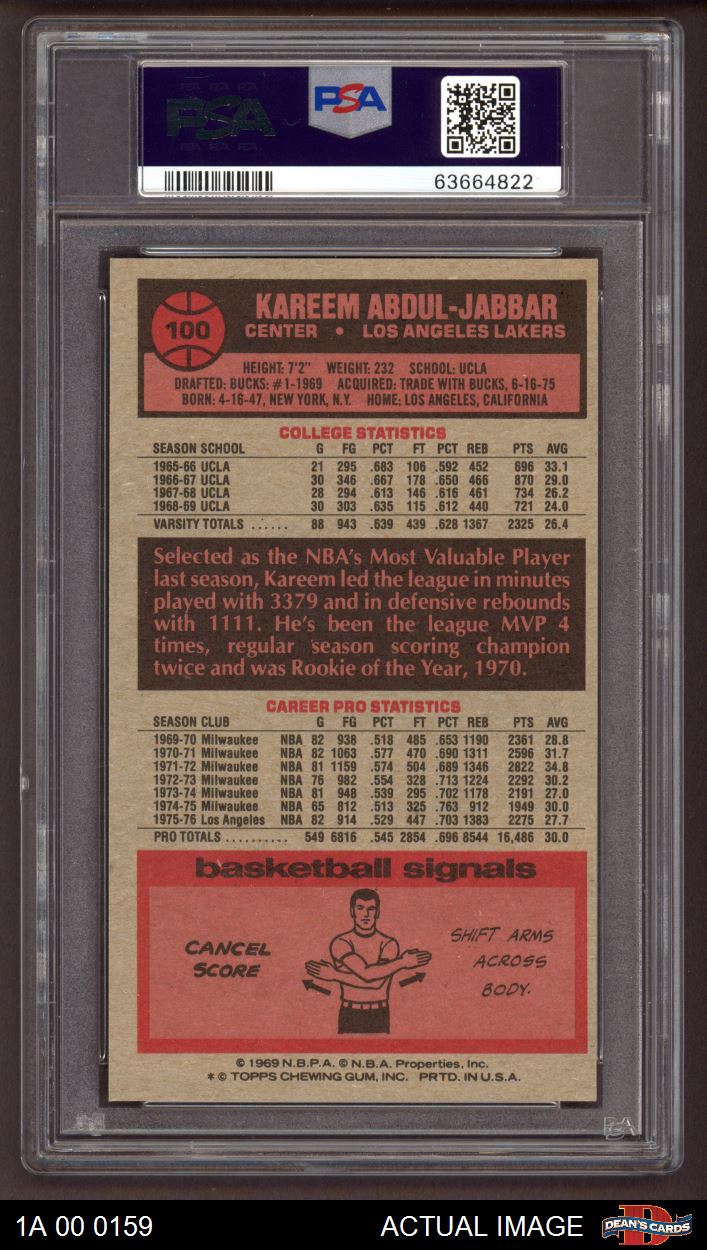 PSA PSA PSA
PSA
PSA PSA PSA
PSA
63664822
100
KAREEM ABDUL-JABBAR
CENTER • LOS ANGELES LAKERS
HEIGHT: 7'2" WEIGHT: 232 SCHOOL: UCLA
DRAFTED: BUCKS: #1-1969 ACQUIRED: TRADE WITH BUCKS, 6-16-75
BORN: 4-16-47, NEW YORK, N.Y. HOME: LOS ANGELES, CALIFORNIA
COLLEGE STATISTICS
SEASON SCHOOL G FG PCT FT PCT REB PTS AVG
1965-66 UCLA 21 295 .683 106 .592 452 696 33.1
1966-67 UCLA 30 346 .667 178 .650 466 870 29.0
1967-68 UCLA 28 294 .613 146 .616 461 734 26.2
1968-69 UCLA 30 303 .635 115 .612 440 721 24.0
VARSITY TOTALS ...... 88 943 .639 439 .628 1367 2325 26.4
Selected as the NBA's Most Valuable Player
last season, Kareem led the league in minutes
played with 3379 and in defensive rebounds
with 1111. He's been the league MVP 4
times, regular season scoring champion
twice and was Rookie of the Year, 1970.
CAREER PRO STATISTICS
SEASON CLUB G FG PCT FT PCT REB PTS AVG
1969-70 Milwaukee NBA 82 938 .518 485 .653 1190 2361 28.8
1970-71 Milwaukee NBA 82 1063 .577 470 .690 1311 2596 31.7
1971-72 Milwaukee NBA 81 1159 .574 504 .689 1346 2822 34.8
1972-73 Milwaukee NBA 76 982 .554 328 .713 1224 2292 30.2
1973-74 Milwaukee NBA 81 948 .539 295 .702 1178 2191 27.0
1974-75 Milwaukee NBA 65 812 .513 325 .763 912 1949 30.0
1975-76 Los Angeles NBA 82 914 .529 447 .703 1383 2275 27.7
PRO TOTALS .......... 549 6816 .545 2854 .696 8544 16,486 30.0
basketball signals
CANCEL
SCORE
SHIFT ARMS
ACROSS
BODY.
© 1969 N.B.P.A. © N.B.A. Properties, Inc.
* © TOPPS CHEWING GUM, INC. PRTD. IN U.S.A.
PSA
1A 00 0159
ACTUAL IMAGE
DEAN'S CARDS